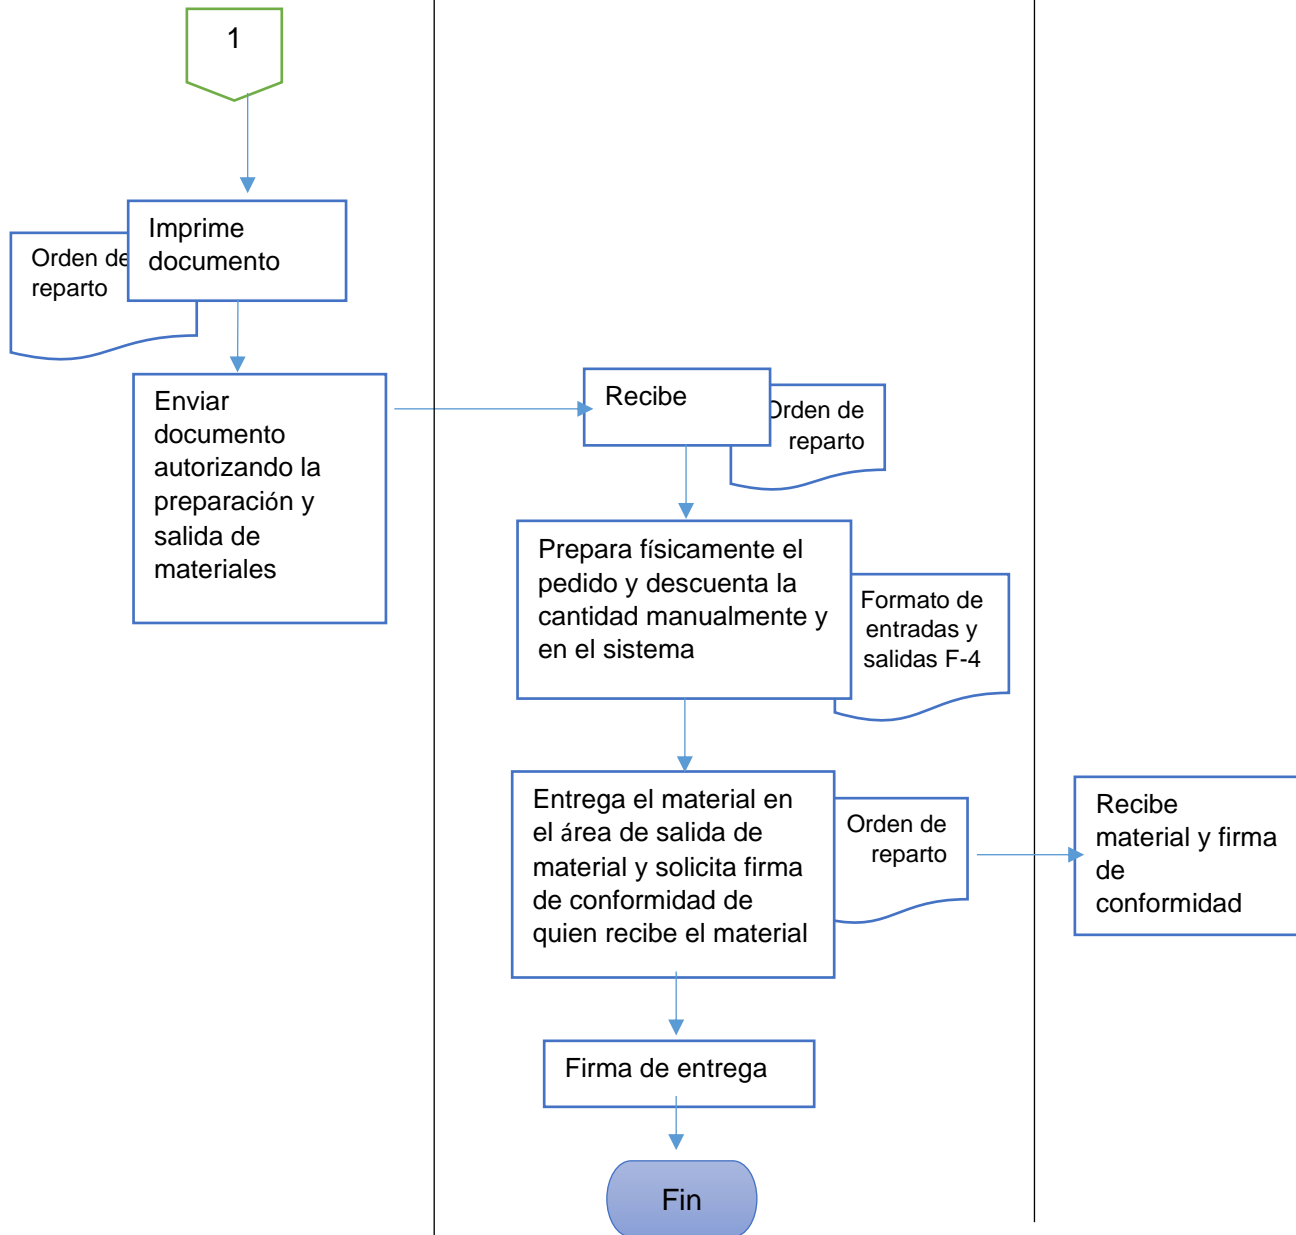 1
Imprime
documento
Orden de
reparto
Enviar
documento
autorizando la
preparación y
salida de
materiales
Recibe
Orden de
reparto
Prepara físicamente el
pedido y descuenta la
cantidad manualmente y
en el sistema
Formato de
entradas y
salidas F-4
Entrega el material en
el área de salida de
material y solicita firma
de conformidad de
quien recibe el material
Orden de
reparto
Recibe
material y firma
de
conformidad
Firma de entrega
Fin